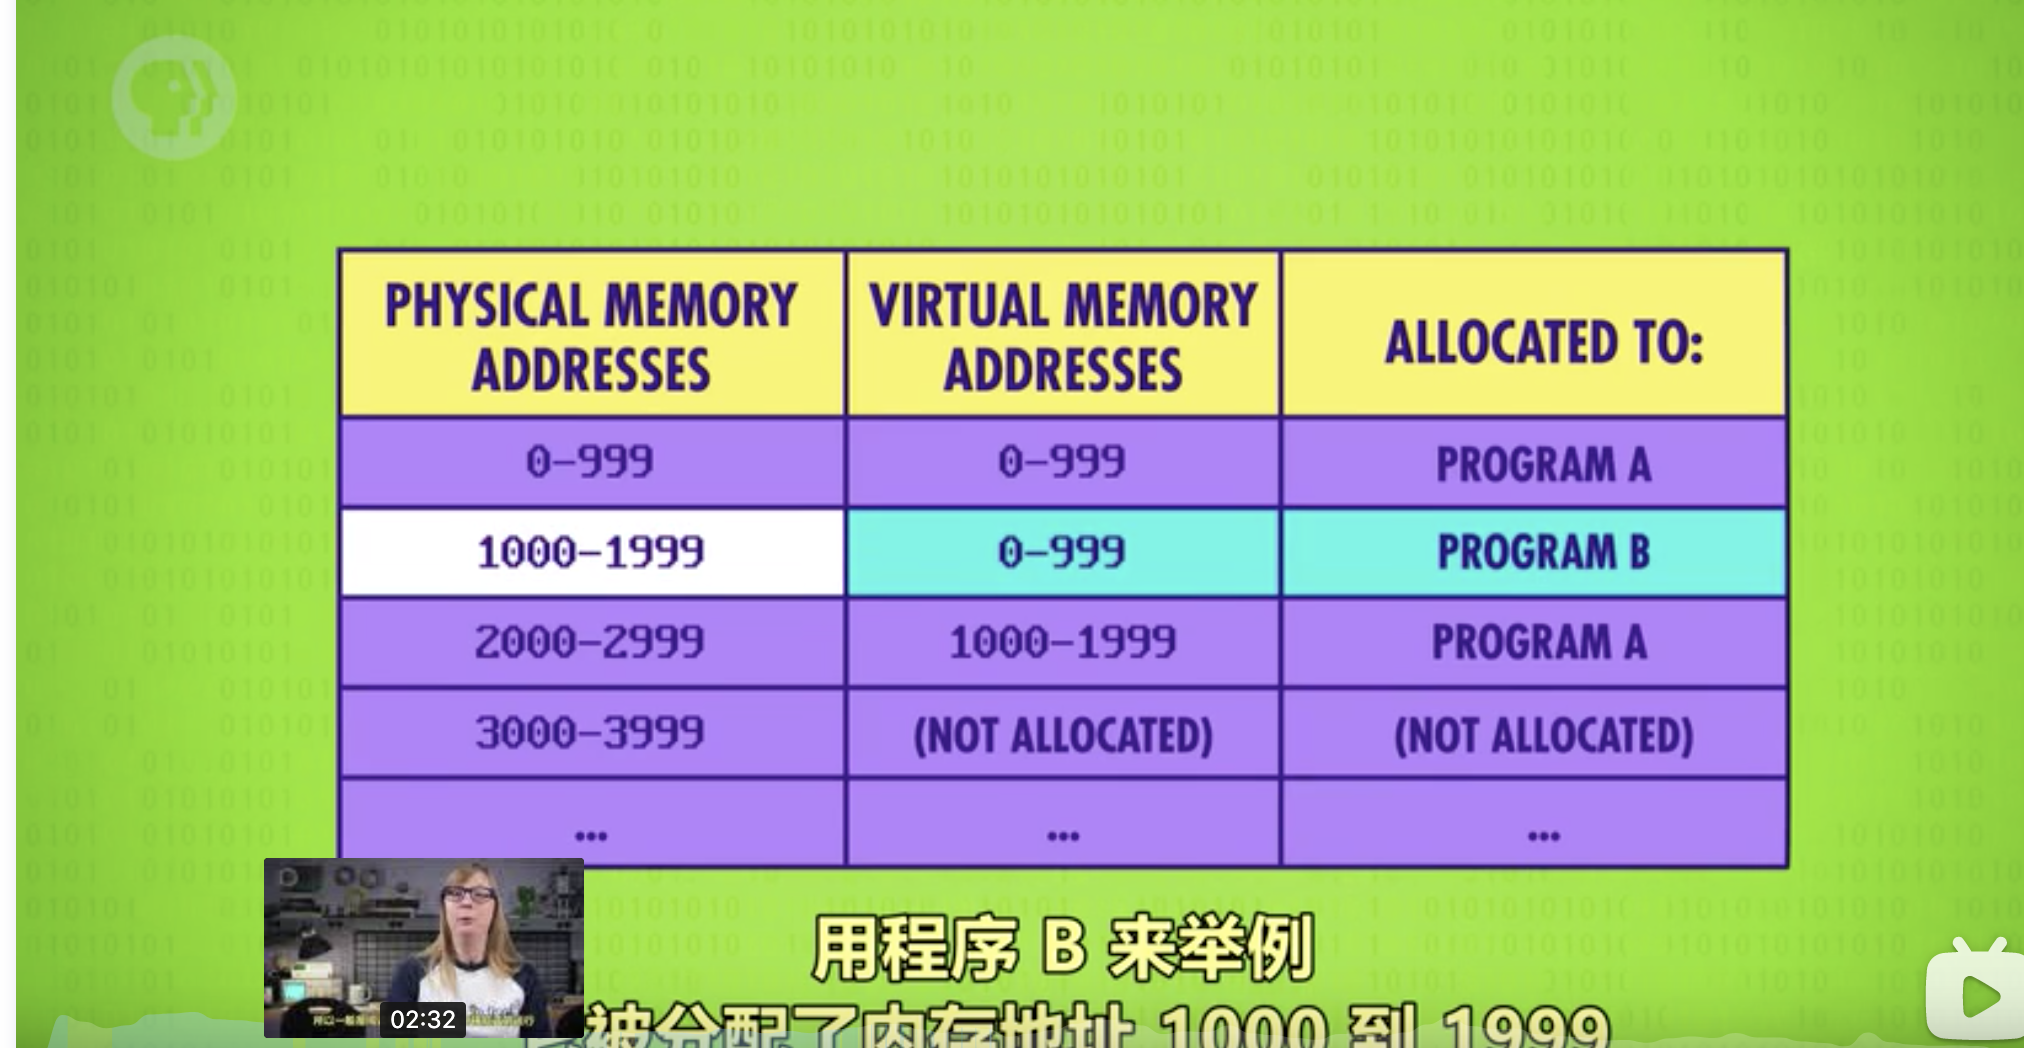 PHYSICAL MEMORY ADDRESSES
VIRTUAL MEMORY ADDRESSES
ALLOCATED TO:
0-999
0-999
PROGRAM A
1000-1999
0-999
PROGRAM B
2000-2999
1000-1999
PROGRAM A
3000-3999
(NOT ALLOCATED)
(NOT ALLOCATED)
...
...
...
用程序 B 来举例
被分配了内存地址 1000 到 1999
02:32